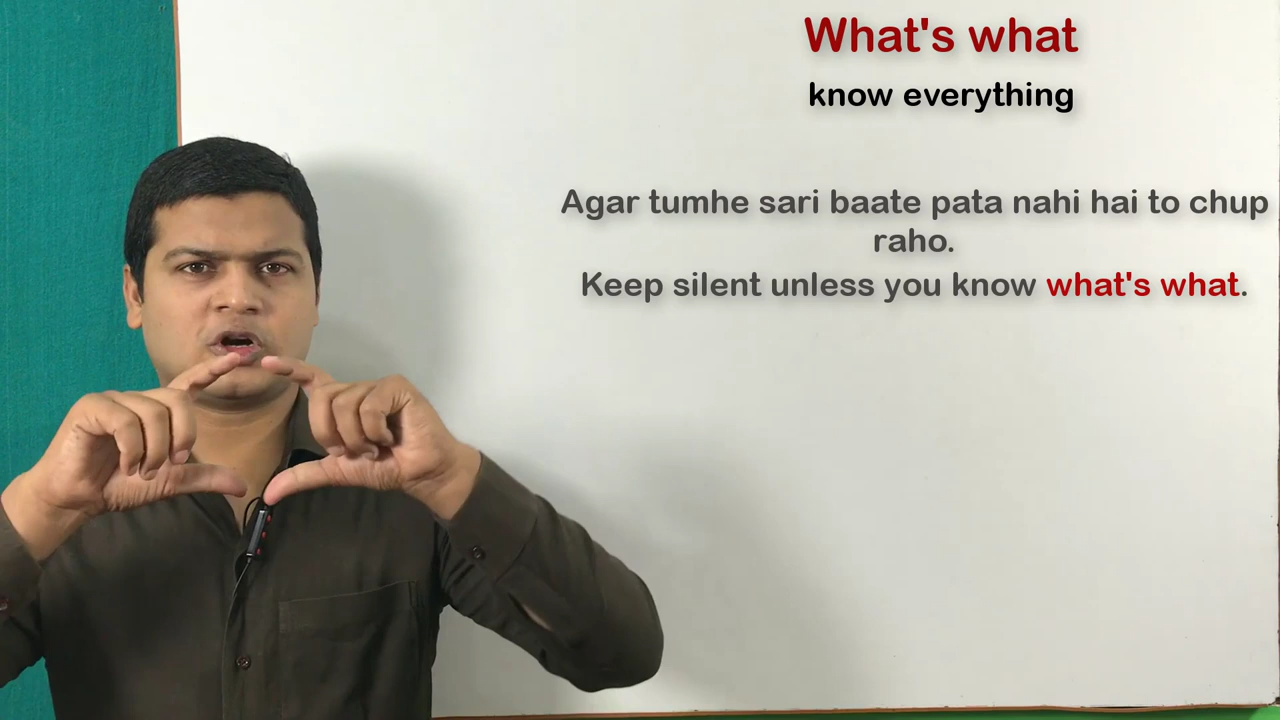 What's what
know everything
Agar tumhe sari baate pata nahi hai to chup
raho.
Keep silent unless you know what's what.